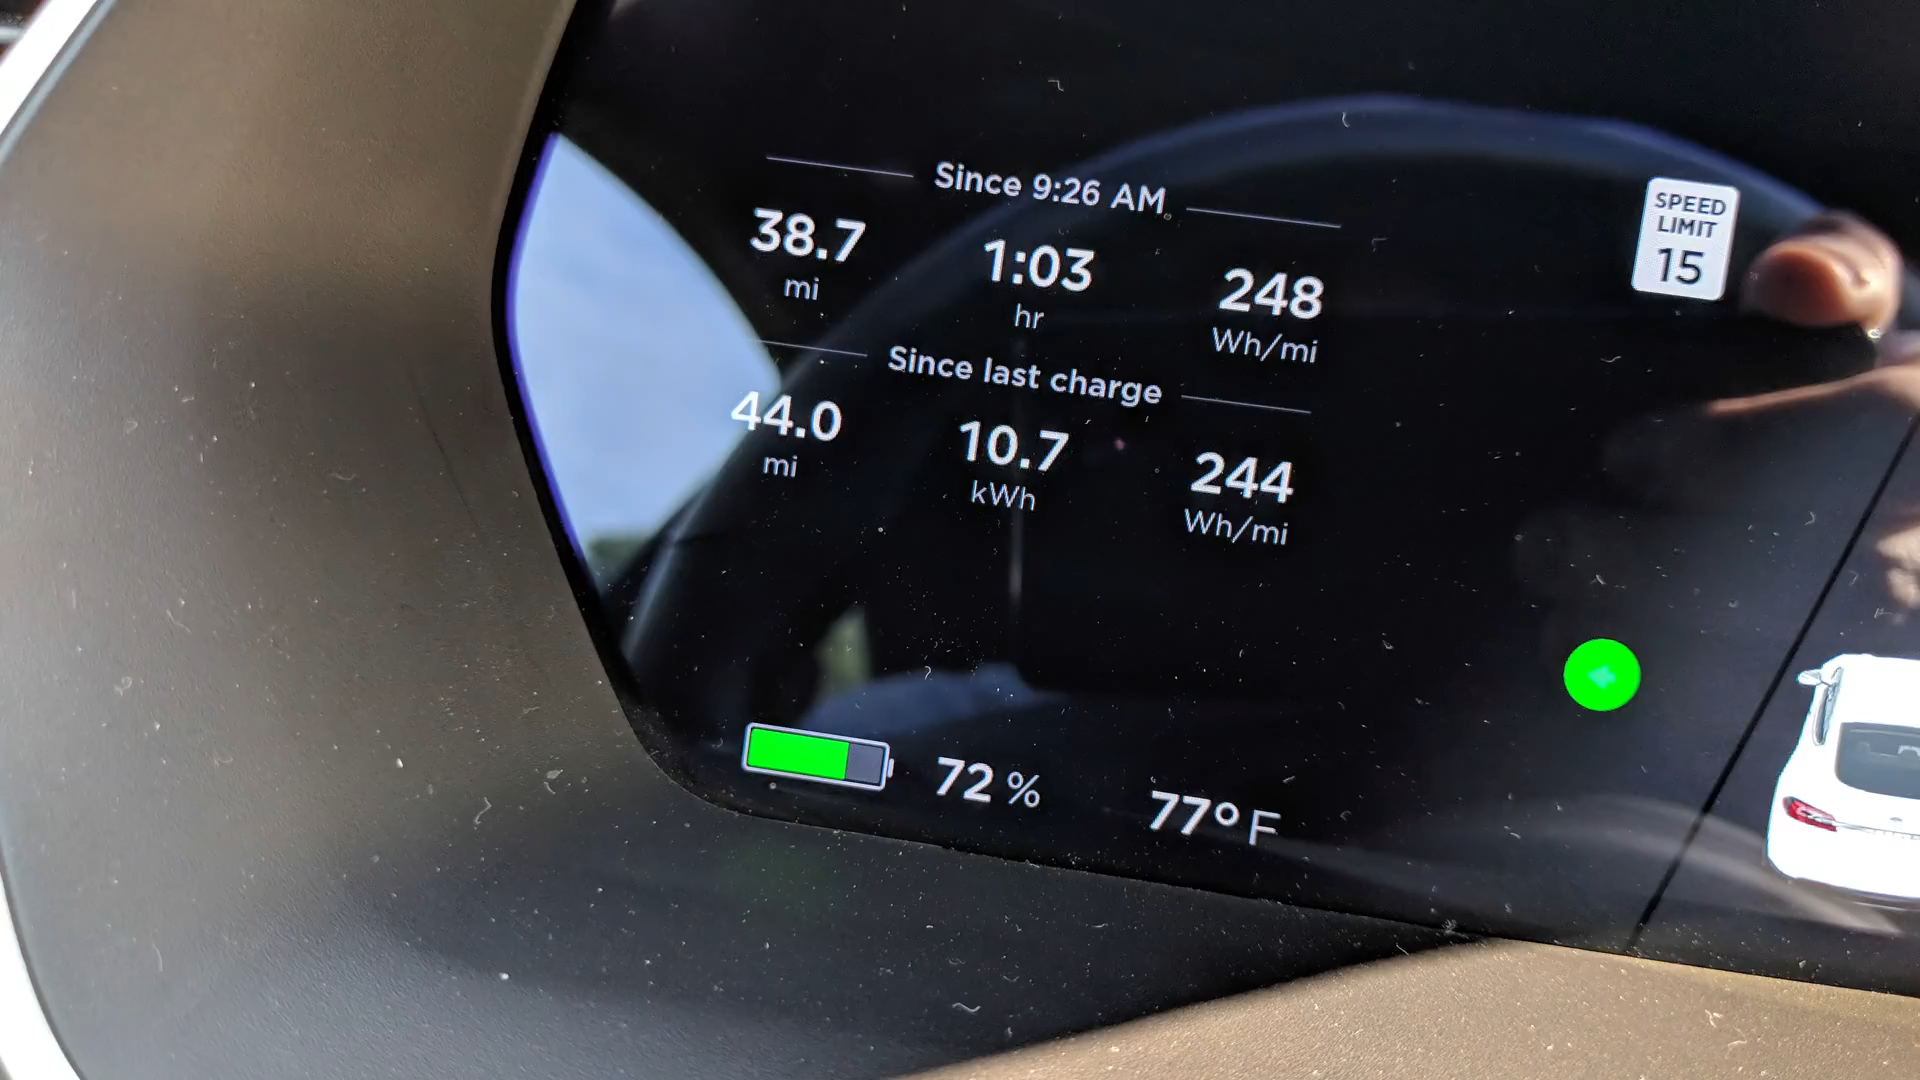 Since 9:26 AM
38.7 1:03 248
mi hr Wh/mi
Since last charge
44.0 10.7 244
mi kWh Wh/mi
SPEED
LIMIT
15
72 % 77° F